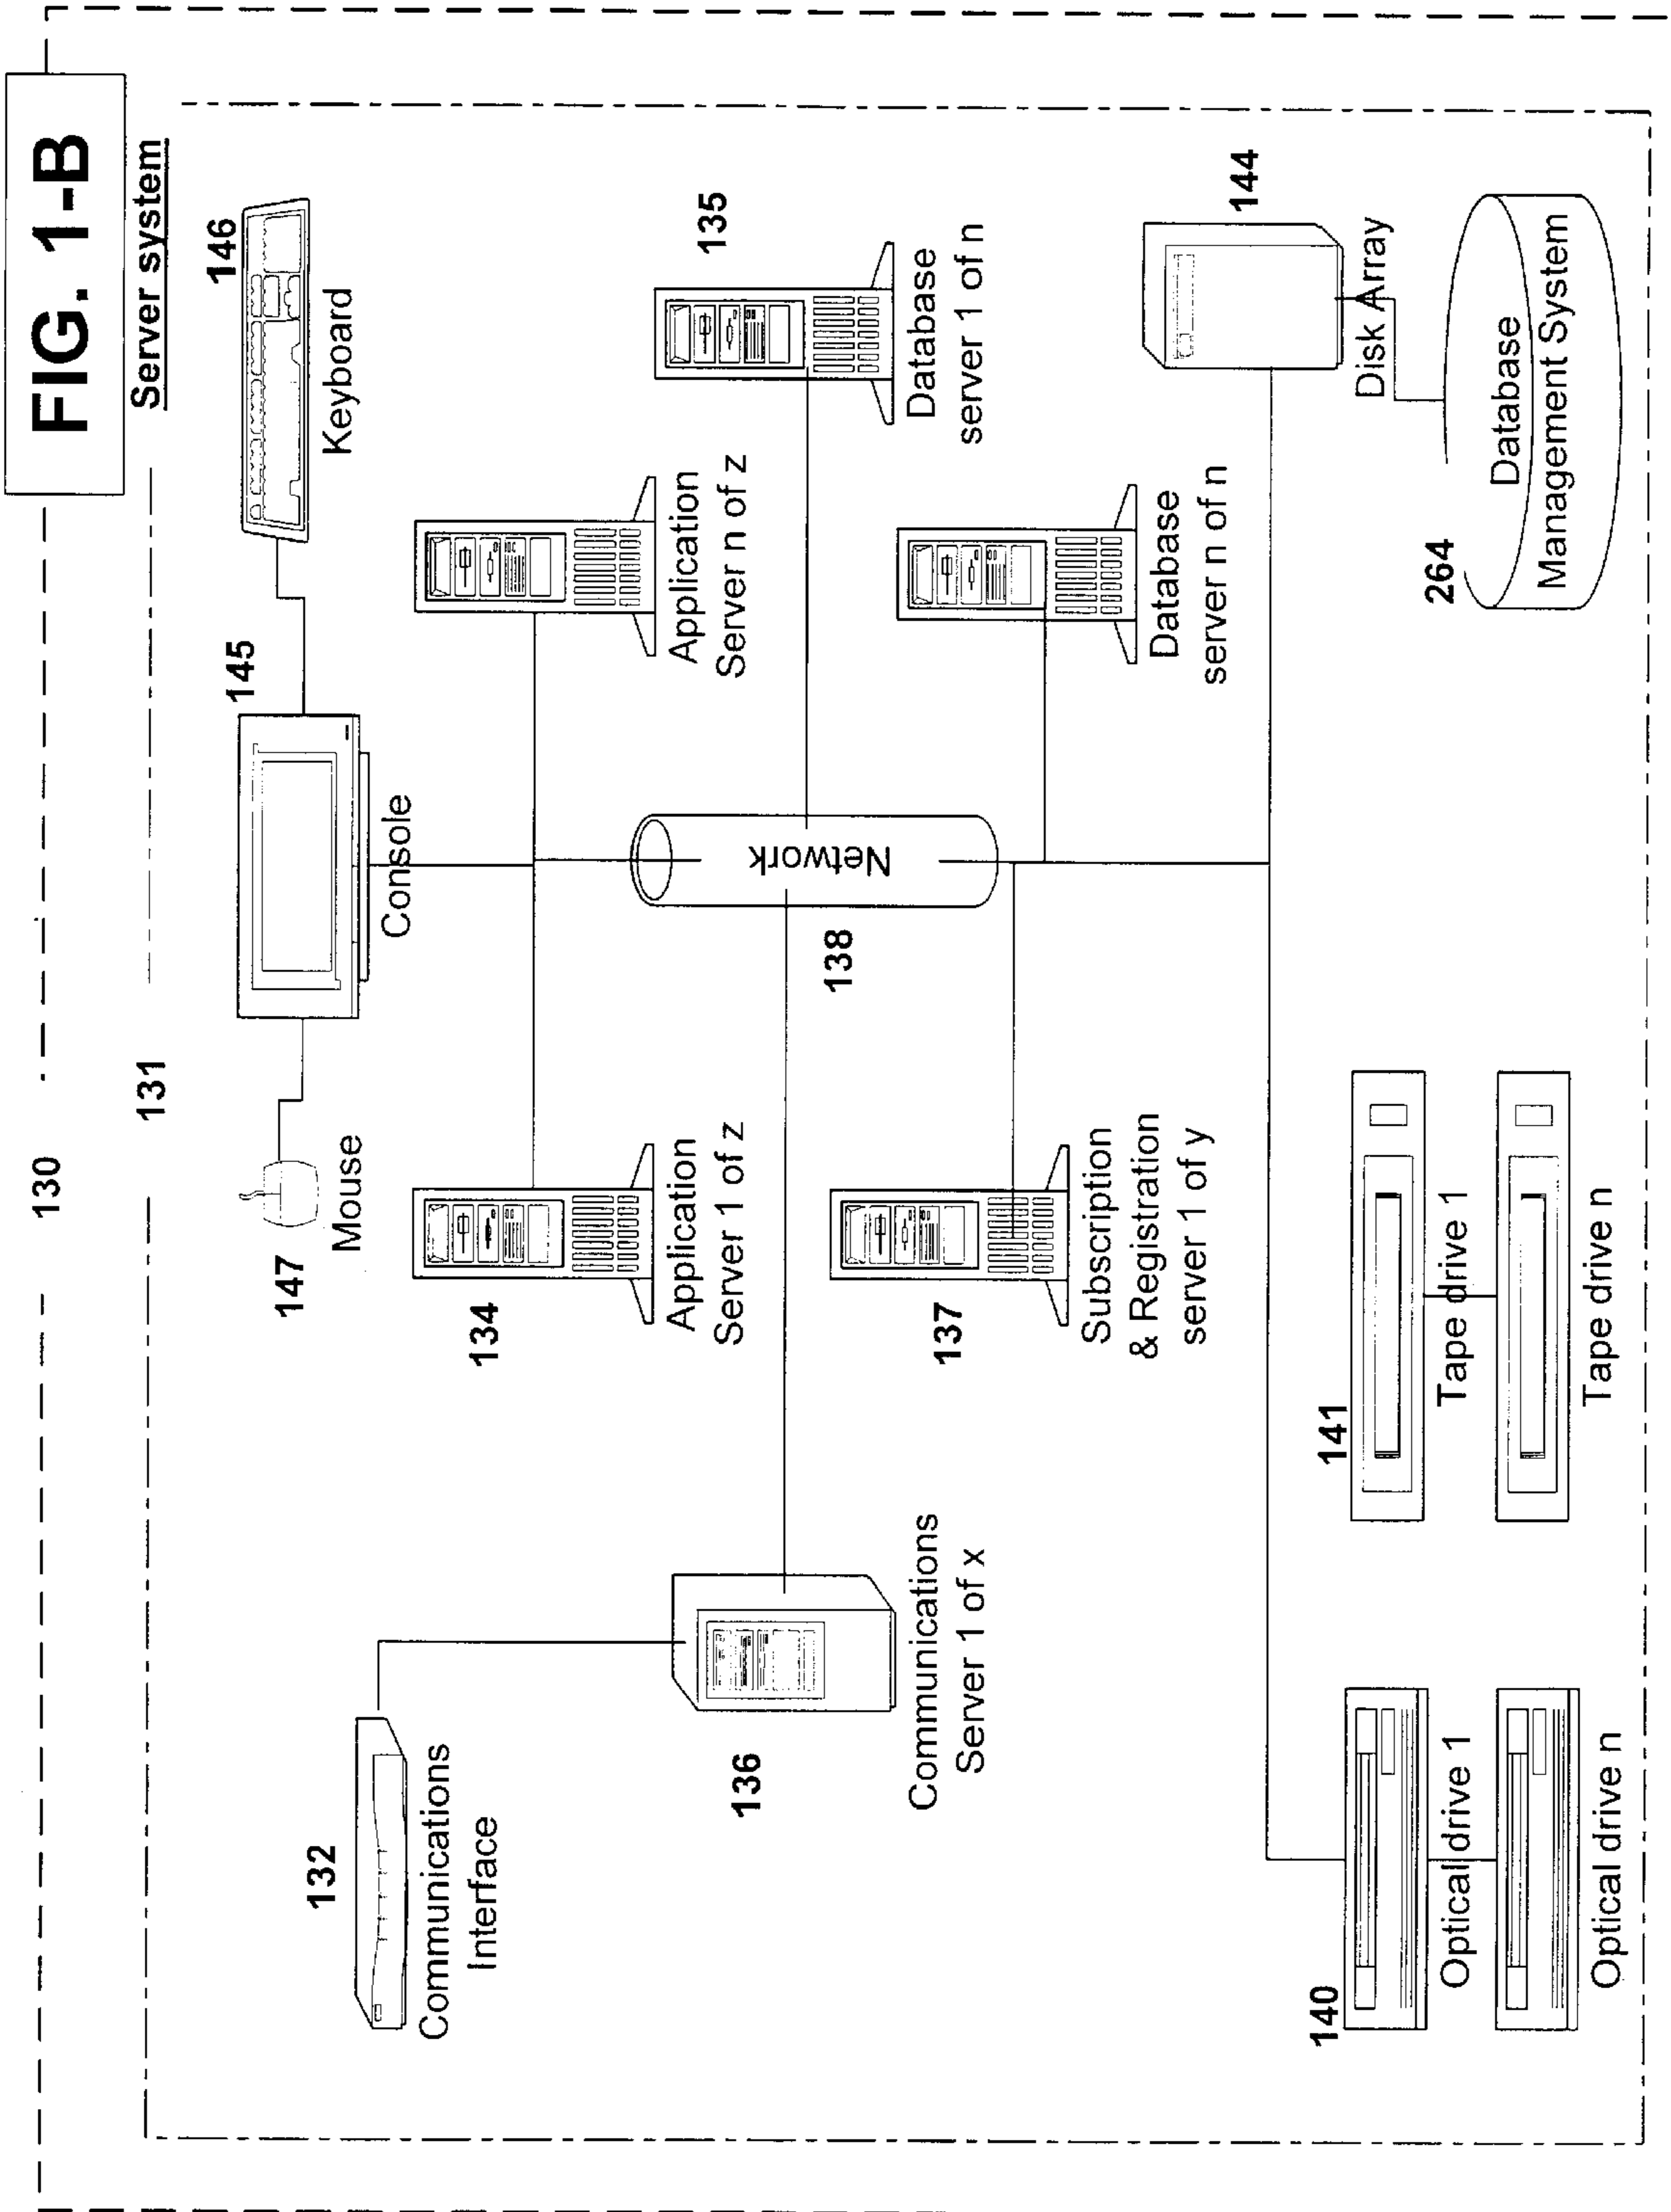 FIG. 1-B
Server system
130
131
147
Mouse
145
Console
146
Keyboard
132
Communications
Interface
134
Application
Server 1 of z
Application
Server n of z
136
Communications
Server 1 of x
138
Network
135
Database
server 1 of n
137
Subscription
& Registration
server 1 of y
Database
server n of n
144
Disk Array
140
Optical drive 1
Optical drive n
141
Tape drive 1
Tape drive n
264
Database
Management System